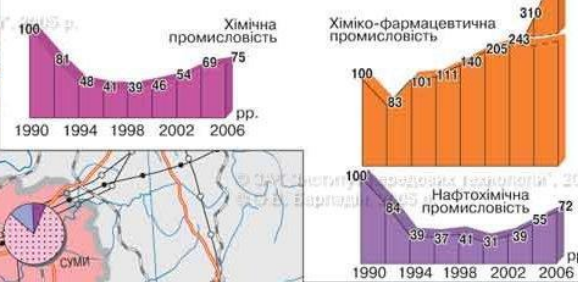 Хімічна
промисловість
100
81
48
41
39
46
54
69
75
рр.
1990 1994 1998 2002 2006
Хіміко-фармацевтична
промисловість
100
83
101
111
140
205
243
310
Нафтохімічна
промисловість
100
84
39
37
41
31
39
55
72
рр
1990 1994 1998 2002 2006
СУМИ